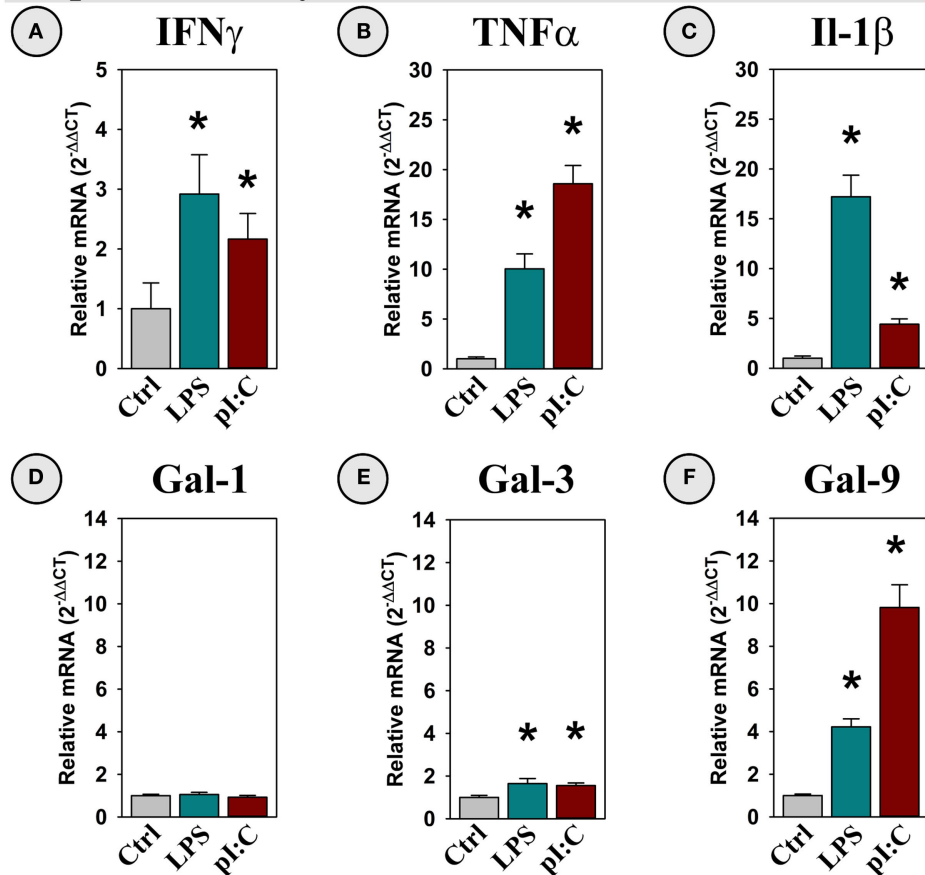 A IFNγ
Relative mRNA (2^-ΔΔCT)
5
4
3
2
1
0
*
*
Ctrl
LPS
pI:C
B TNFα
Relative mRNA (2^-ΔΔCT)
30
25
20
15
10
5
0
*
*
Ctrl
LPS
pI:C
C Il-1β
Relative mRNA (2^-ΔΔCT)
30
25
20
15
10
5
0
*
*
Ctrl
LPS
pI:C
D Gal-1
Relative mRNA (2^-ΔΔCT)
14
12
10
8
6
4
2
0
Ctrl
LPS
pI:C
E Gal-3
Relative mRNA (2^-ΔΔCT)
14
12
10
8
6
4
2
0
*
*
Ctrl
LPS
pI:C
F Gal-9
Relative mRNA (2^-ΔΔCT)
14
12
10
8
6
4
2
0
*
*
Ctrl
LPS
pI:C